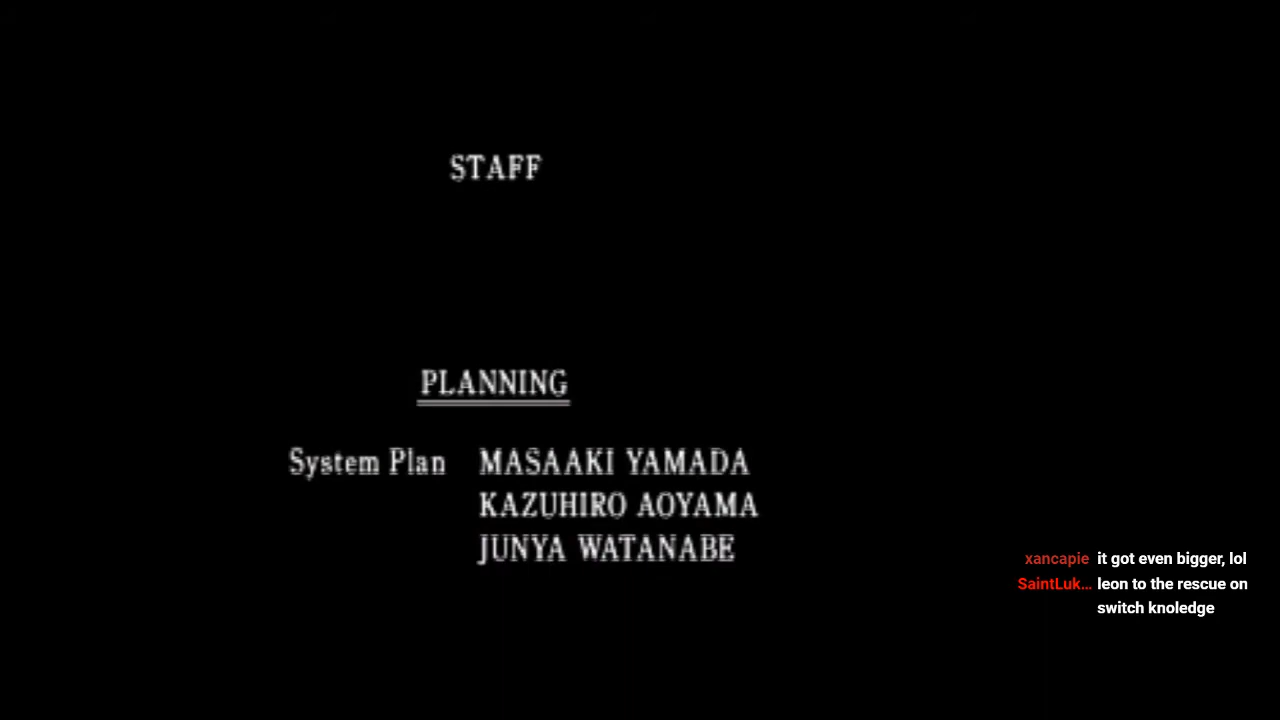 STAFF
PLANNING
System Plan MASAAKI YAMADA
KAZUHIRO AOYAMA
JUNYA WATANABE
xancapie it got even bigger, lol
SaintLuk... leon to the rescue on
switch knoledge